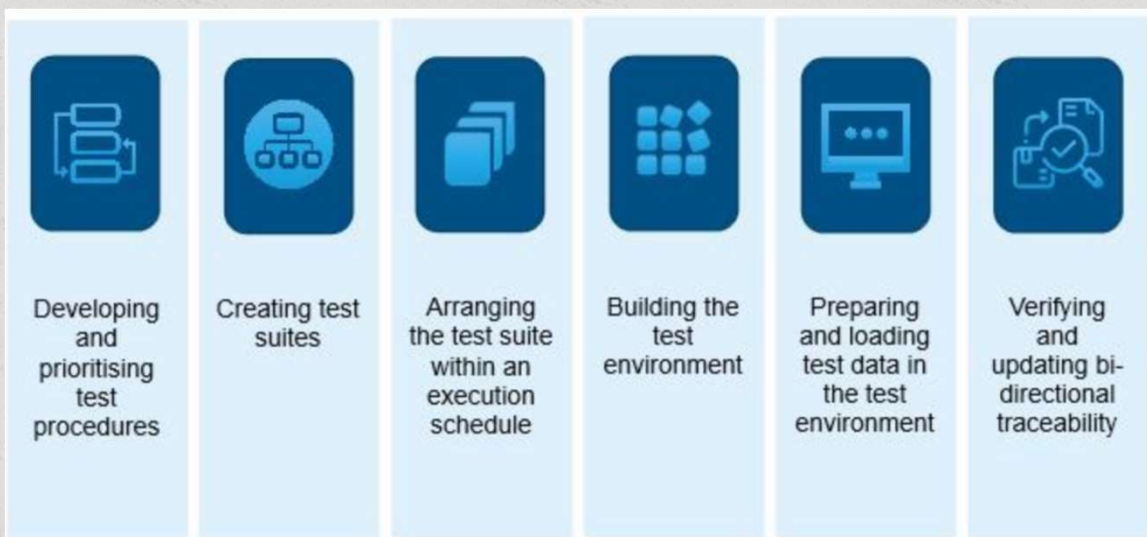 Developing
and
prioritising
test
procedures
Creating test
suites
Arranging
the test suite
within an
execution
schedule
Building the
test
environment
Preparing
and loading
test data in
the test
environment
Verifying
and
updating bi-
directional
traceability